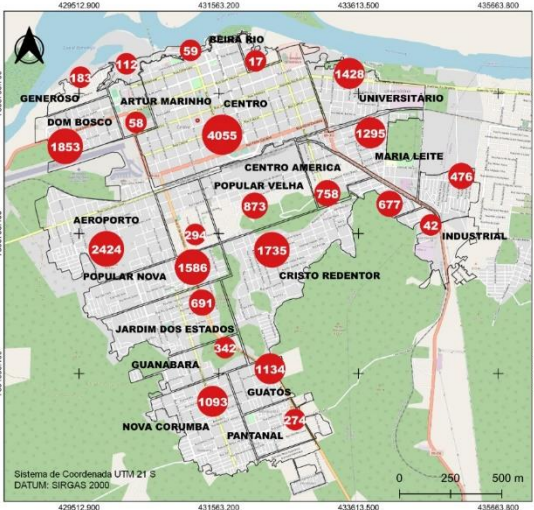 429512.900 431563.200 433613.500 435663.800
59 BEIRA RIO
112 17
183 1428
GENEROSO ARTUR MARINHO CENTRO UNIVERSITÁRIO
DOM BOSCO 58 4055 1295
1853 MARIA LEITE
CENTRO AMERICA 476
POPULAR VELHA 758
873 677
AEROPORTO 294 42 INDUSTRIAL
2424 1735
POPULAR NOVA 1586 CRISTO REDENTOR
691
JARDIM DOS ESTADOS
342
GUANABARA 1134
GUATÓS
1093
NOVA CORUMBA 274
PANTANAL
Sistema de Coordenada UTM 21 S
DATUM: SIRGAS 2000
0 250 500 m
429512.900 431563.200 433613.500 435663.800